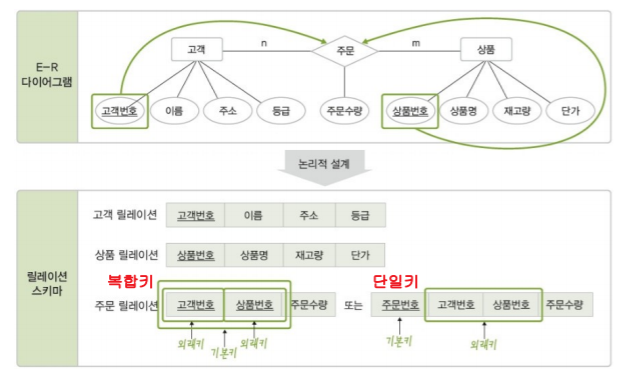 E-R
다이어그램
고객
n
주문
m
상품
고객번호
이름
주소
등급
주문수량
상품번호
상품명
재고량
단가
논리적 설계
릴레이션
스키마
고객 릴레이션
고객번호
이름
주소
등급
상품 릴레이션
상품번호
상품명
재고량
단가
복합키
단일키
주문 릴레이션
고객번호
상품번호
주문수량
또는
주문번호
고객번호
상품번호
주문수량
외래키
기본키
외래키
기본키
외래키